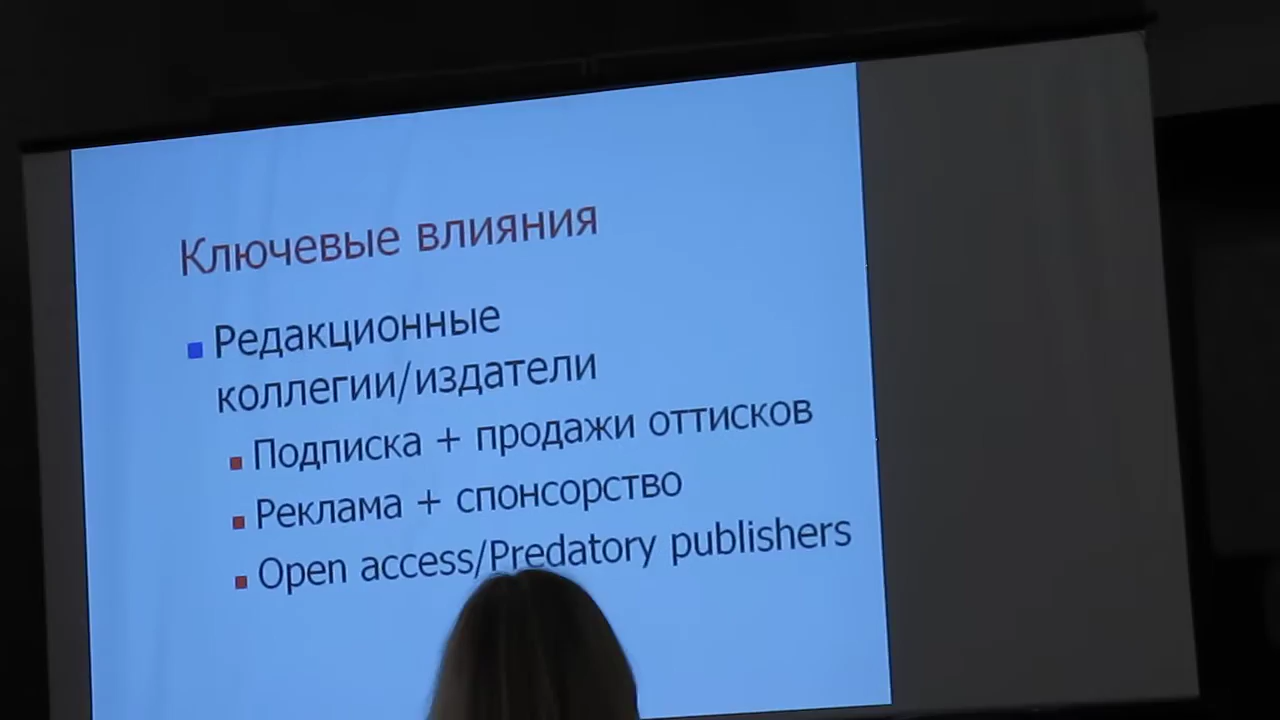 Ключевые влияния
Редакционные
коллегии/издатели
Подписка + продажи оттисков
Реклама + спонсорство
Open access/Predatory publishers